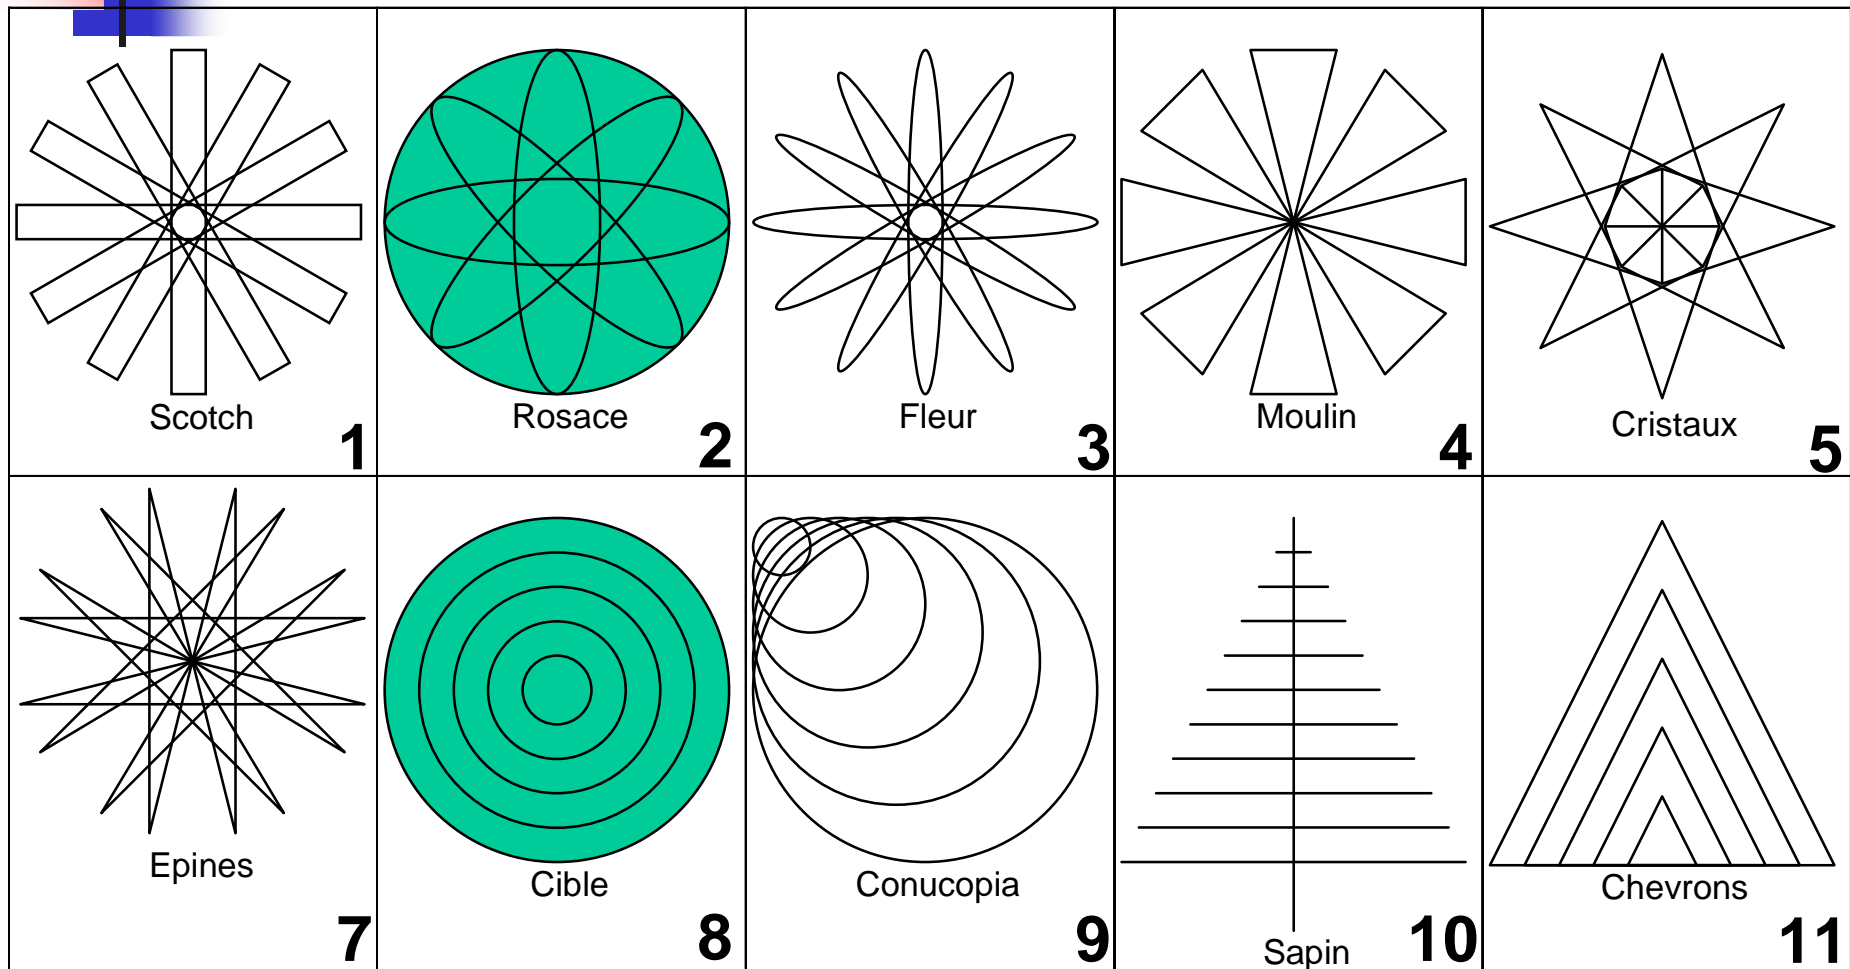 Scotch
1
Rosace
2
Fleur
3
Moulin
4
Cristaux
5
Epines
7
Cible
8
Conucopia
9
Sapin
10
Chevrons
11